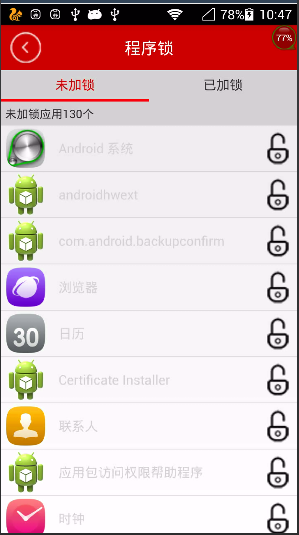 78% 10:47
程序锁
77%
未加锁 已加锁
未加锁应用130个
Android 系统
androidhwext
com.android.backupconfirm
浏览器
30 日历
Certificate Installer
联系人
应用包访问权限帮助程序
时钟